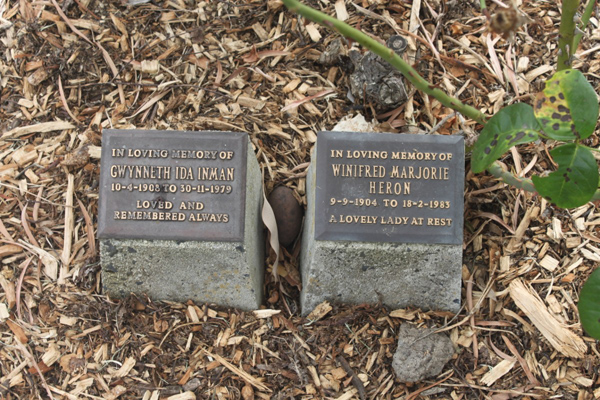 IN LOVING MEMORY OF
GWYNNETH IDA INMAN
10-4-1908 TO 30-11-1979
LOVED AND
REMEMBERED ALWAYS
IN LOVING MEMORY OF
WINIFRED MARJORIE
HERON
9-9-1904 TO 18-2-1983
A LOVELY LADY AT REST